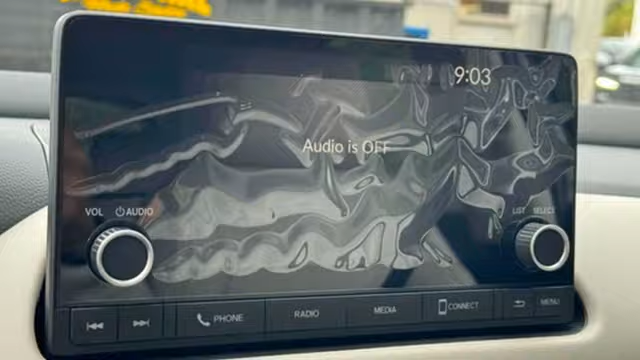 9:03
Audio is OFF
VOL AUDIO
LIST SELECT
PHONE
RADIO
MEDIA
CONNECT
MENU